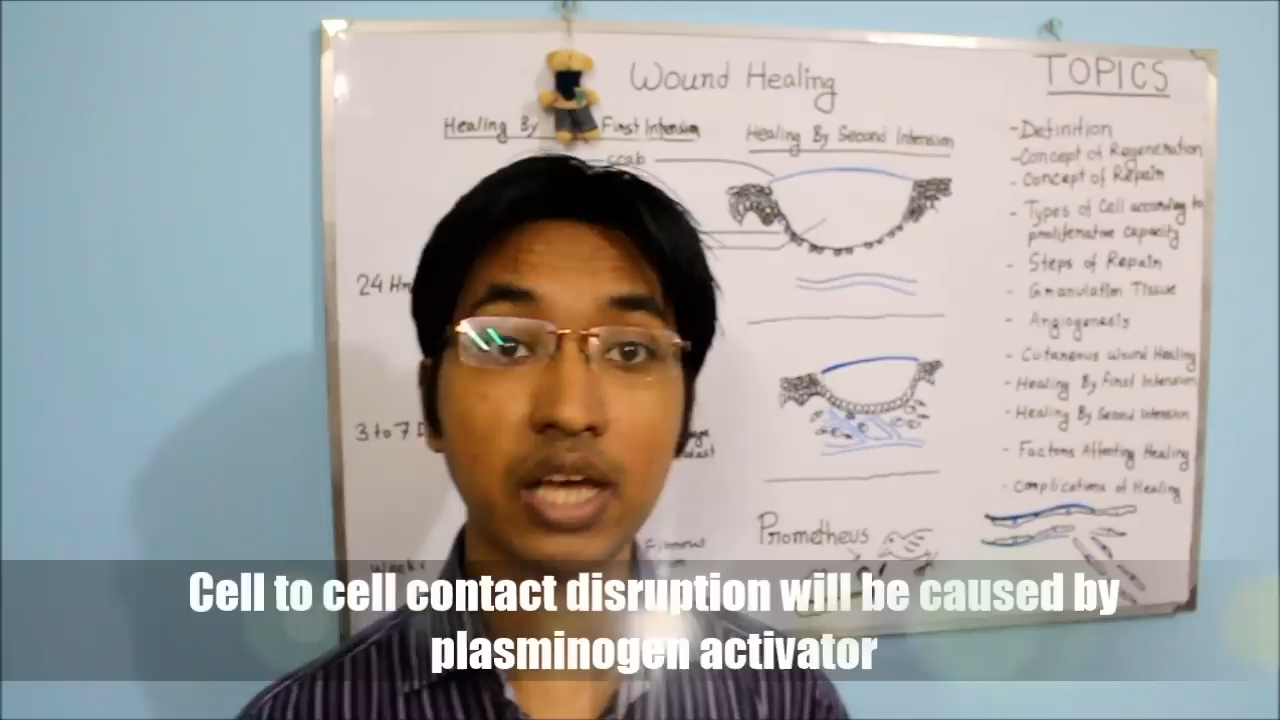 Wound Healing
Healing By First Intension
Healing By Second Intension
scab
24
3 to 7
Prometheus
TOPICS
- Definition
- Concept of Regeneration
- Concept of Repair
- Types of Cell according to
proliferative capacity
- Steps of Repair
- Granulation Tissue
- Angiogenesis
- Cutaneous Wound Healing
- Healing By First Intension
- Healing By Second Intension
- Factors Affecting Healing
- Complications of Healing
Cell to cell contact disruption will be caused by
plasminogen activator